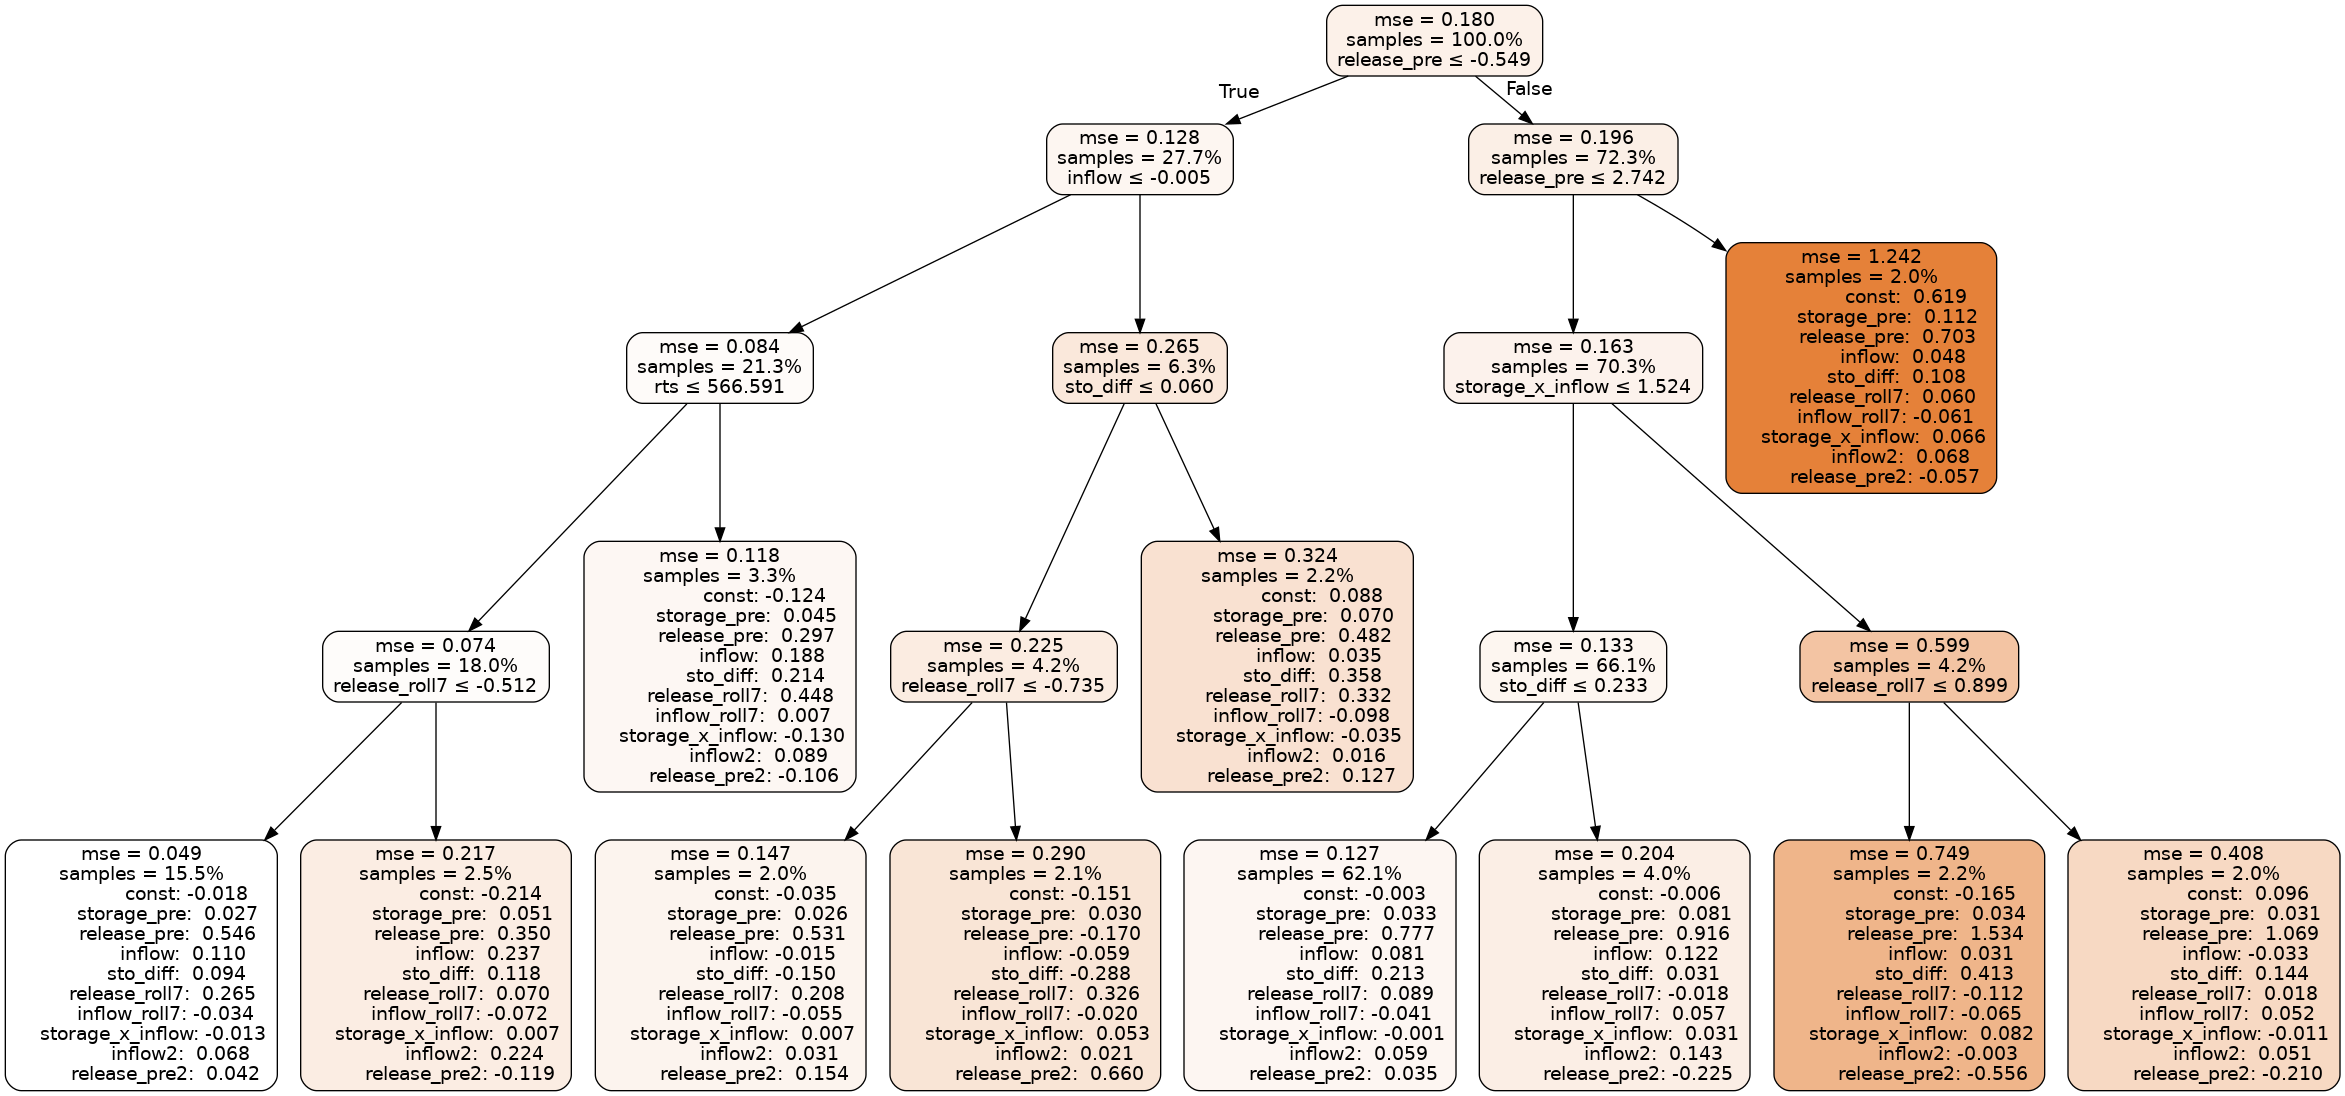 mse = 0.180
samples = 100.0%
release_pre ≤ -0.549
True
False
mse = 0.128
samples = 27.7%
inflow ≤ -0.005
mse = 0.196
samples = 72.3%
release_pre ≤ 2.742
mse = 0.084
samples = 21.3%
rts ≤ 566.591
mse = 0.265
samples = 6.3%
sto_diff ≤ 0.060
mse = 0.163
samples = 70.3%
storage_x_inflow ≤ 1.524
mse = 1.242
samples = 2.0%
const: 0.619
storage_pre: 0.112
release_pre: 0.703
inflow: 0.048
sto_diff: 0.108
release_roll7: 0.060
inflow_roll7: -0.061
storage_x_inflow: 0.066
inflow2: 0.068
release_pre2: -0.057
mse = 0.074
samples = 18.0%
release_roll7 ≤ -0.512
mse = 0.118
samples = 3.3%
const: -0.124
storage_pre: 0.045
release_pre: 0.297
inflow: 0.188
sto_diff: 0.214
release_roll7: 0.448
inflow_roll7: 0.007
storage_x_inflow: -0.130
inflow2: 0.089
release_pre2: -0.106
mse = 0.225
samples = 4.2%
release_roll7 ≤ -0.735
mse = 0.324
samples = 2.2%
const: 0.088
storage_pre: 0.070
release_pre: 0.482
inflow: 0.035
sto_diff: 0.358
release_roll7: 0.332
inflow_roll7: -0.098
storage_x_inflow: -0.035
inflow2: 0.016
release_pre2: 0.127
mse = 0.133
samples = 66.1%
sto_diff ≤ 0.233
mse = 0.599
samples = 4.2%
release_roll7 ≤ 0.899
mse = 0.049
samples = 15.5%
const: -0.018
storage_pre: 0.027
release_pre: 0.546
inflow: 0.110
sto_diff: 0.094
release_roll7: 0.265
inflow_roll7: -0.034
storage_x_inflow: -0.013
inflow2: 0.068
release_pre2: 0.042
mse = 0.217
samples = 2.5%
const: -0.214
storage_pre: 0.051
release_pre: 0.350
inflow: 0.237
sto_diff: 0.118
release_roll7: 0.070
inflow_roll7: -0.072
storage_x_inflow: 0.007
inflow2: 0.224
release_pre2: -0.119
mse = 0.147
samples = 2.0%
const: -0.035
storage_pre: 0.026
release_pre: 0.531
inflow: -0.015
sto_diff: -0.150
release_roll7: 0.208
inflow_roll7: -0.055
storage_x_inflow: 0.007
inflow2: 0.031
release_pre2: 0.154
mse = 0.290
samples = 2.1%
const: -0.151
storage_pre: 0.030
release_pre: -0.170
inflow: -0.059
sto_diff: -0.288
release_roll7: 0.326
inflow_roll7: -0.020
storage_x_inflow: 0.053
inflow2: 0.021
release_pre2: 0.660
mse = 0.127
samples = 62.1%
const: -0.003
storage_pre: 0.033
release_pre: 0.777
inflow: 0.081
sto_diff: 0.213
release_roll7: 0.089
inflow_roll7: -0.041
storage_x_inflow: -0.001
inflow2: 0.059
release_pre2: 0.035
mse = 0.204
samples = 4.0%
const: -0.006
storage_pre: 0.081
release_pre: 0.916
inflow: 0.122
sto_diff: 0.031
release_roll7: -0.018
inflow_roll7: 0.057
storage_x_inflow: 0.031
inflow2: 0.143
release_pre2: -0.225
mse = 0.749
samples = 2.2%
const: -0.165
storage_pre: 0.034
release_pre: 1.534
inflow: 0.031
sto_diff: 0.413
release_roll7: -0.112
inflow_roll7: -0.065
storage_x_inflow: 0.082
inflow2: -0.003
release_pre2: -0.556
mse = 0.408
samples = 2.0%
const: 0.096
storage_pre: 0.031
release_pre: 1.069
inflow: -0.033
sto_diff: 0.144
release_roll7: 0.018
inflow_roll7: 0.052
storage_x_inflow: -0.011
inflow2: 0.051
release_pre2: -0.210